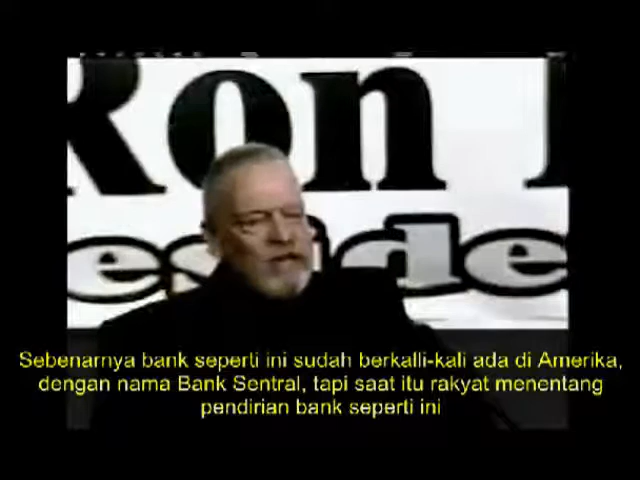 Ron
eside
Sebenarnya bank seperti ini sudah berkalli-kali ada di Amerika,
dengan nama Bank Sentral, tapi saat itu rakyat menentang
pendirian bank seperti ini